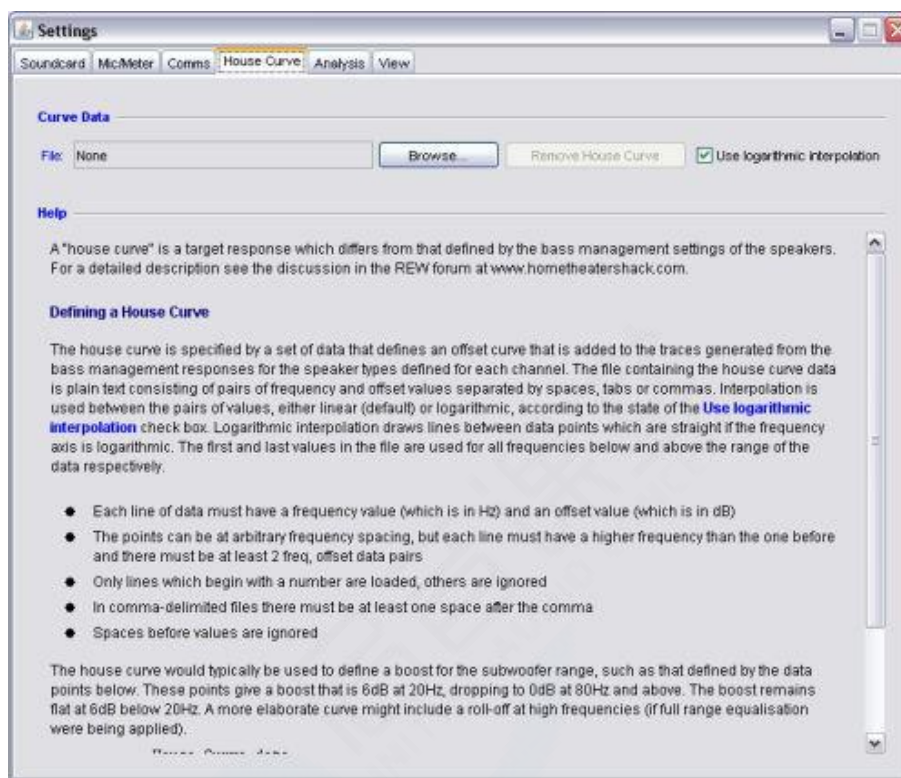 Settings
Soundcard Mic/Meter Comms House Curve Analysis View
Curve Data
File: None Browse... Remove House Curve Use logarithmic interpolation
Help
A "house curve" is a target response which differs from that defined by the bass management settings of the speakers.
For a detailed description see the discussion in the REW forum at www.hometheatershack.com.
Defining a House Curve
The house curve is specified by a set of data that defines an offset curve that is added to the traces generated from the
bass management responses for the speaker types defined for each channel. The file containing the house curve data
is plain text consisting of pairs of frequency and offset values separated by spaces, tabs or commas. Interpolation is
used between the pairs of values, either linear (default) or logarithmic, according to the state of the Use logarithmic
interpolation check box. Logarithmic interpolation draws lines between data points which are straight if the frequency
axis is logarithmic. The first and last values in the file are used for all frequencies below and above the range of the
data respectively.
Each line of data must have a frequency value (which is in Hz) and an offset value (which is in dB)
The points can be at arbitrary frequency spacing, but each line must have a higher frequency than the one before
and there must be at least 2 freq, offset data pairs
Only lines which begin with a number are loaded, others are ignored
In comma-delimited files there must be at least one space after the comma
Spaces before values are ignored
The house curve would typically be used to define a boost for the subwoofer range, such as that defined by the data
points below. These points give a boost that is 6dB at 20Hz, dropping to 0dB at 80Hz and above. The boost remains
flat at 6dB below 20Hz. A more elaborate curve might include a roll-off at high frequencies (if full range equalisation
were being applied).